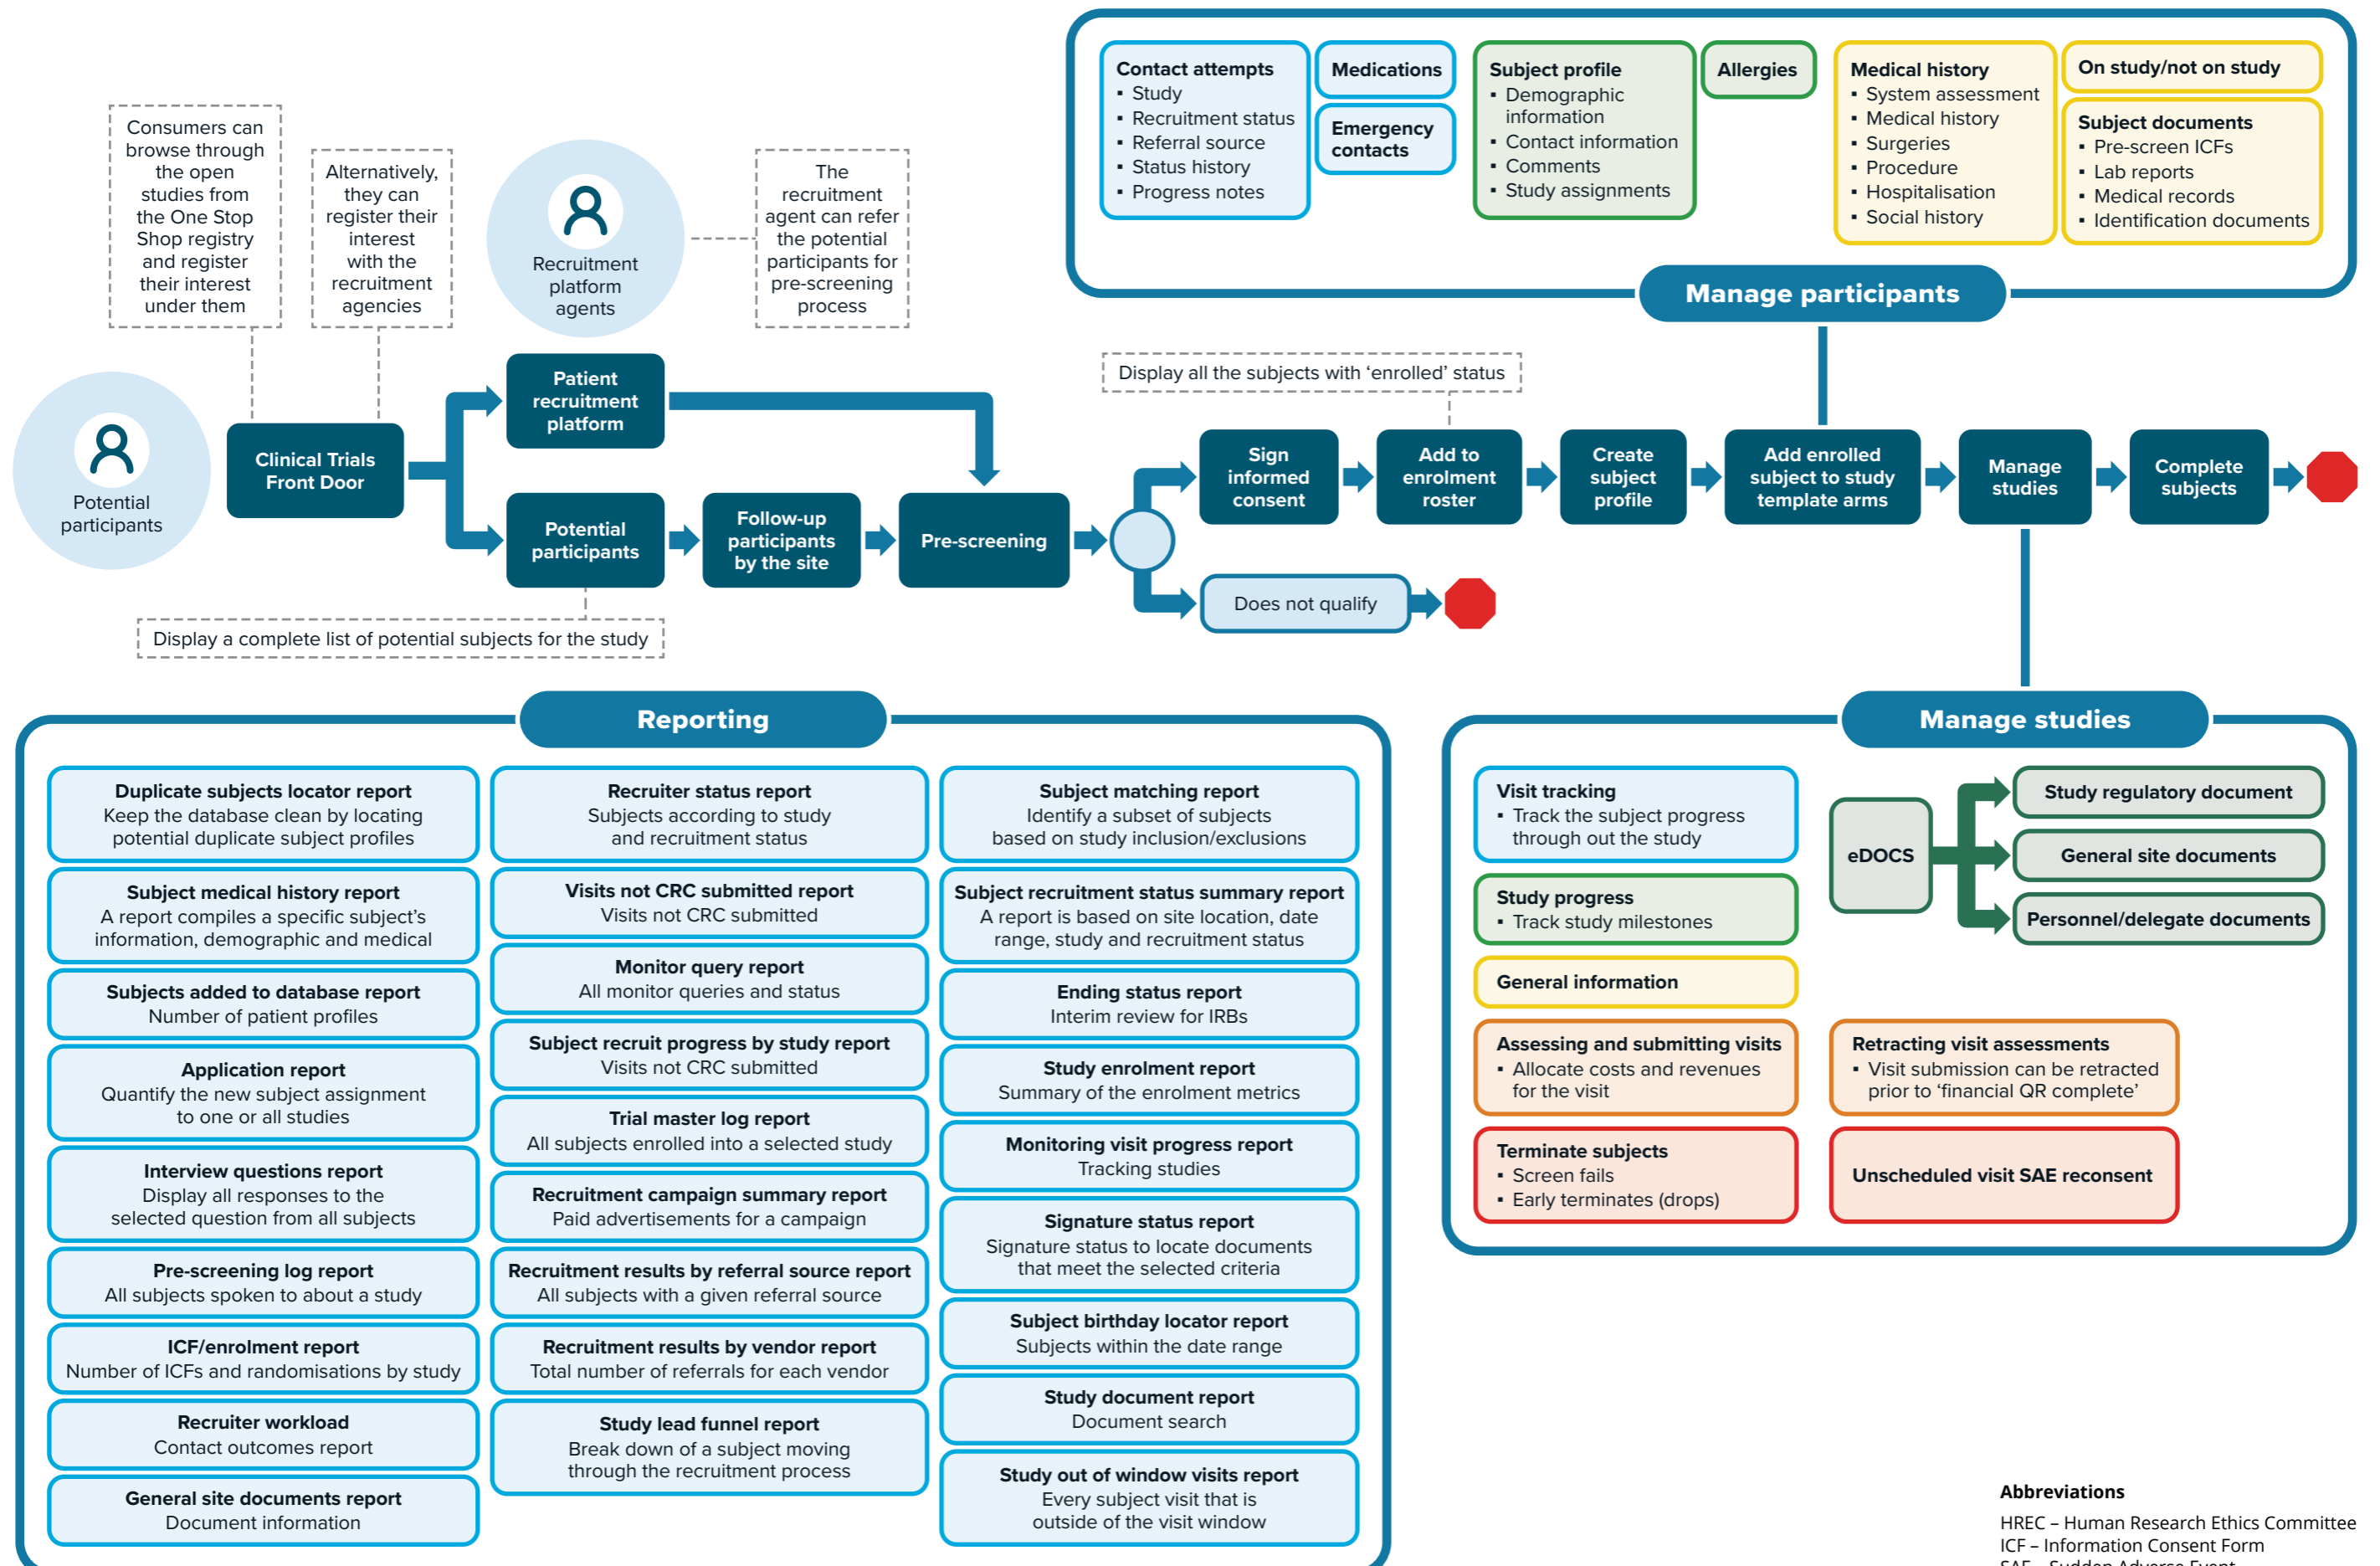 Contact attempts
▪ Study
▪ Recruitment status
▪ Referral source
▪ Status history
▪ Progress notes
Medications
Emergency
contacts
Subject profile
▪ Demographic
information
▪ Contact information
▪ Comments
▪ Study assignments
Allergies
Medical history
▪ System assessment
▪ Medical history
▪ Surgeries
▪ Procedure
▪ Hospitalisation
▪ Social history
On study/not on study
Subject documents
▪ Pre-screen ICFs
▪ Lab reports
▪ Medical records
▪ Identification documents
Manage participants
Consumers can
browse through
the open
studies from
the One Stop
Shop registry
and register
their interest
under them
Alternatively,
they can
register their
interest
with the
recruitment
agencies
Recruitment
platform
agents
The
recruitment
agent can refer
the potential
participants for
pre-screening
process
Potential
participants
Clinical Trials
Front Door
Patient
recruitment
platform
Potential
participants
Follow-up
participants
by the site
Pre-screening
Display a complete list of potential subjects for the study
Display all the subjects with ‘enrolled’ status
Sign
informed
consent
Add to
enrolment
roster
Create
subject
profile
Add enrolled
subject to study
template arms
Manage
studies
Complete
subjects
Does not qualify
Reporting
Duplicate subjects locator report
Keep the database clean by locating
potential duplicate subject profiles
Subject medical history report
A report compiles a specific subject’s
information, demographic and medical
Subjects added to database report
Number of patient profiles
Application report
Quantify the new subject assignment
to one or all studies
Interview questions report
Display all responses to the
selected question from all subjects
Pre-screening log report
All subjects spoken to about a study
ICF/enrolment report
Number of ICFs and randomisations by study
Recruiter workload
Contact outcomes report
General site documents report
Document information
Recruiter status report
Subjects according to study
and recruitment status
Visits not CRC submitted report
Visits not CRC submitted
Monitor query report
All monitor queries and status
Subject recruit progress by study report
Visits not CRC submitted
Trial master log report
All subjects enrolled into a selected study
Recruitment campaign summary report
Paid advertisements for a campaign
Recruitment results by referral source report
All subjects with a given referral source
Recruitment results by vendor report
Total number of referrals for each vendor
Study lead funnel report
Break down of a subject moving
through the recruitment process
Subject matching report
Identify a subset of subjects
based on study inclusion/exclusions
Subject recruitment status summary report
A report is based on site location, date
range, study and recruitment status
Ending status report
Interim review for IRBs
Study enrolment report
Summary of the enrolment metrics
Monitoring visit progress report
Tracking studies
Signature status report
Signature status to locate documents
that meet the selected criteria
Subject birthday locator report
Subjects within the date range
Study document report
Document search
Study out of window visits report
Every subject visit that is
outside of the visit window
Manage studies
Visit tracking
▪ Track the subject progress
through out the study
Study progress
▪ Track study milestones
General information
Assessing and submitting visits
▪ Allocate costs and revenues
for the visit
Terminate subjects
▪ Screen fails
▪ Early terminates (drops)
eDOCS
Study regulatory document
General site documents
Personnel/delegate documents
Retracting visit assessments
▪ Visit submission can be retracted
prior to ‘financial QR complete’
Unscheduled visit SAE reconsent
Abbreviations
HREC – Human Research Ethics Committee
ICF – Information Consent Form
SAE – Sudden Adverse Event